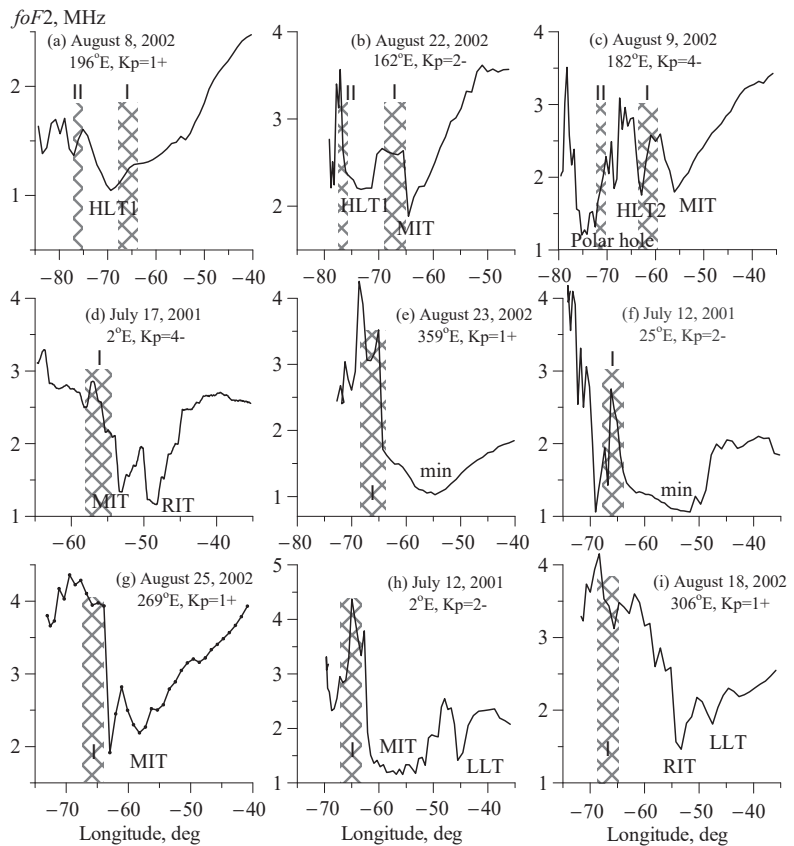 foF2, MHz
(a) August 8, 2002
196°E, Kp=1+
II
I
HLT1
2
1
−80 −70 −60 −50 −40
(b) August 22, 2002
162°E, Kp=2-
II
I
HLT1
MIT
4
3
2
−80 −70 −60 −50
(c) August 9, 2002
182°E, Kp=4-
II
I
HLT2
MIT
Polar hole
4
3
2
1
−80 −70 −60 −50 −40
(d) July 17, 2001
2°E, Kp=4-
I
MIT
RIT
4
3
2
1
−60 −50 −40
(e) August 23, 2002
359°E, Kp=1+
min
I
4
3
2
1
−80 −70 −60 −50 −40
(f) July 12, 2001
25°E, Kp=2-
I
min
4
3
2
1
−70 −60 −50 −40
(g) August 25, 2002
269°E, Kp=1+
I
MIT
4
3
2
−70 −60 −50 −40
Longitude, deg
(h) July 12, 2001
2°E, Kp=2-
I
MIT
LLT
5
4
3
2
1
−70 −60 −50 −40
Longitude, deg
(i) August 18, 2002
306°E, Kp=1+
I
RIT
LLT
4
3
2
1
−70 −60 −50 −40
Longitude, deg